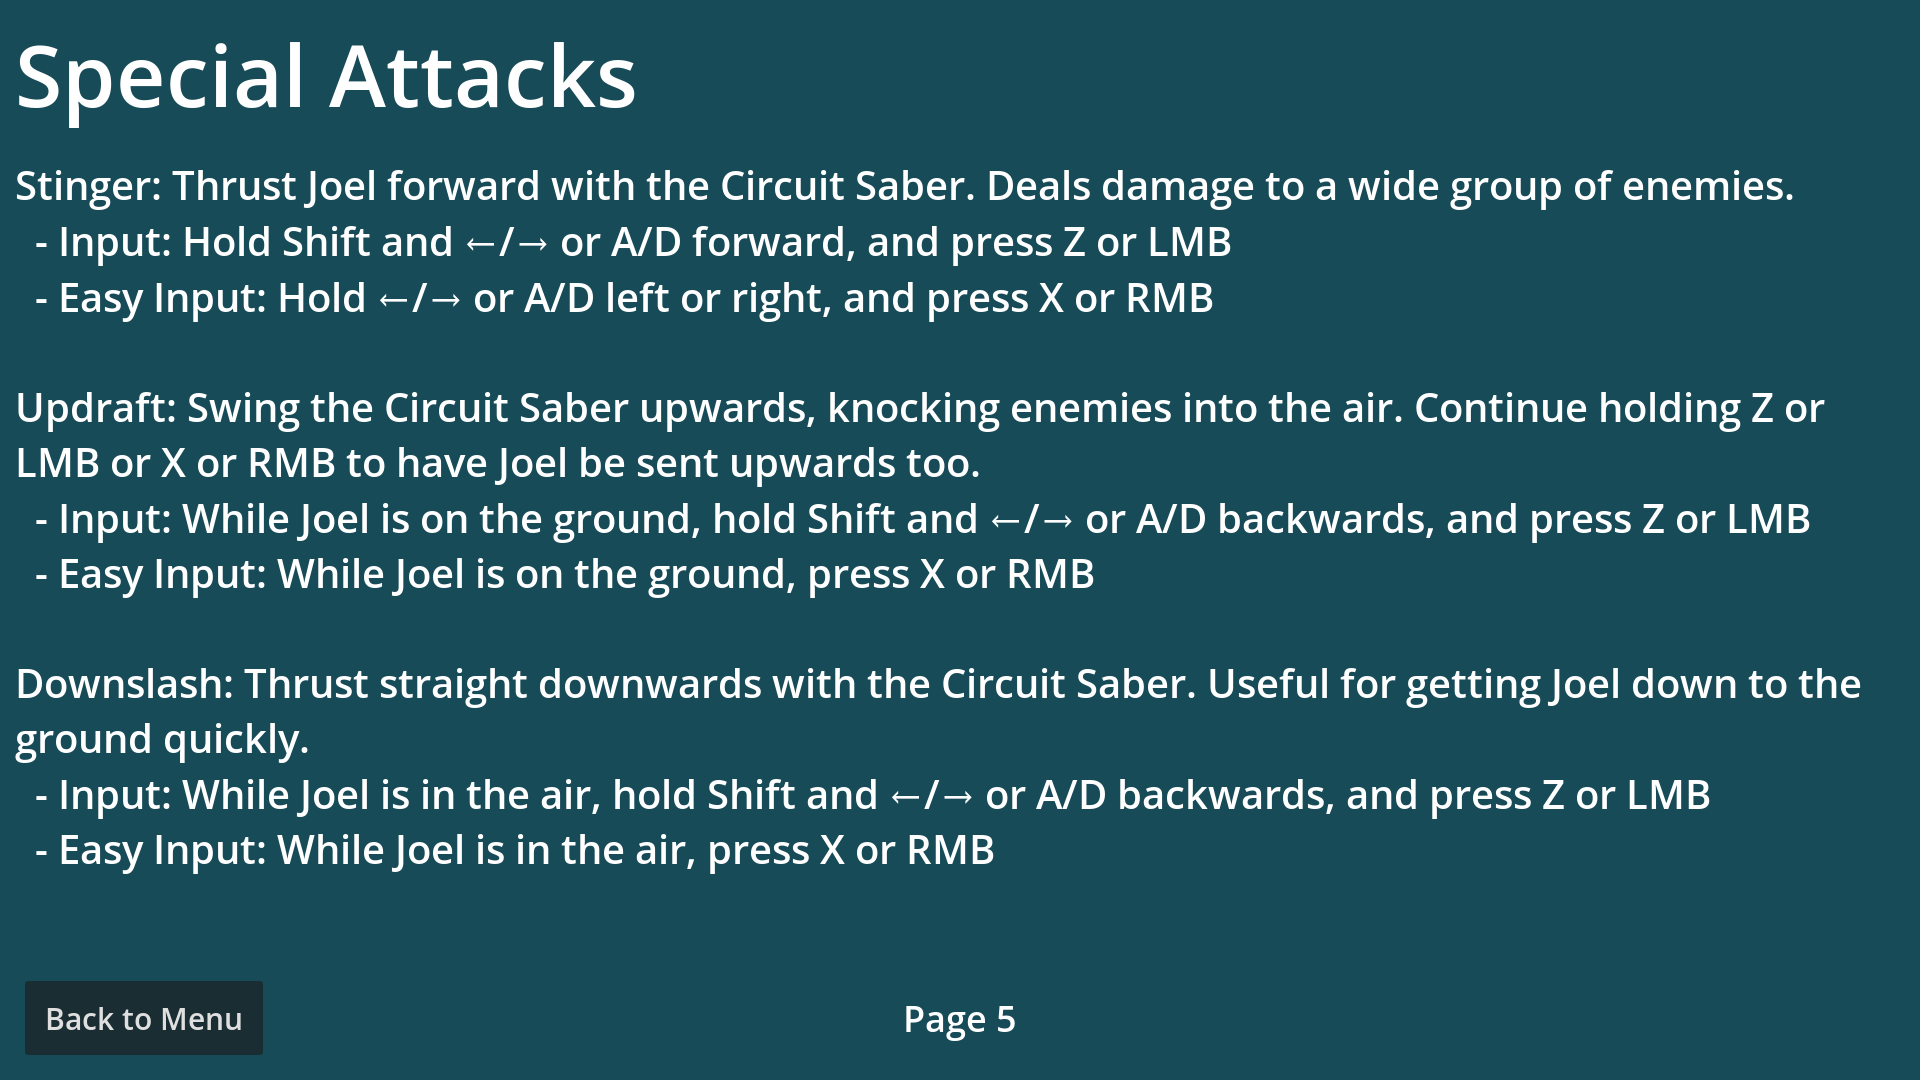 Special Attacks
Stinger: Thrust Joel forward with the Circuit Saber. Deals damage to a wide group of enemies.
- Input: Hold Shift and ←/→ or A/D forward, and press Z or LMB
- Easy Input: Hold ←/→ or A/D left or right, and press X or RMB
Updraft: Swing the Circuit Saber upwards, knocking enemies into the air. Continue holding Z or
LMB or X or RMB to have Joel be sent upwards too.
- Input: While Joel is on the ground, hold Shift and ←/→ or A/D backwards, and press Z or LMB
- Easy Input: While Joel is on the ground, press X or RMB
Downslash: Thrust straight downwards with the Circuit Saber. Useful for getting Joel down to the
ground quickly.
- Input: While Joel is in the air, hold Shift and ←/→ or A/D backwards, and press Z or LMB
- Easy Input: While Joel is in the air, press X or RMB
Back to Menu
Page 5